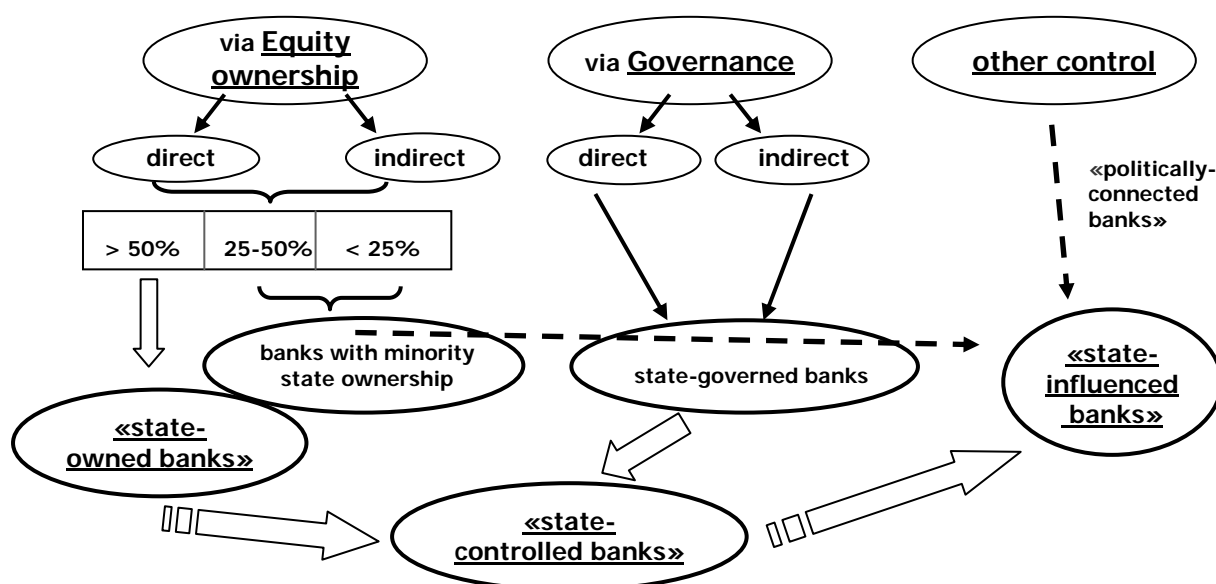 via Equity
ownership
via Governance
other control
direct
indirect
direct
indirect
«politically-
connected
banks»
> 50%
25-50%
< 25%
banks with minority
state ownership
state-governed banks
«state-
influenced
banks»
«state-
owned banks»
«state-
controlled banks»